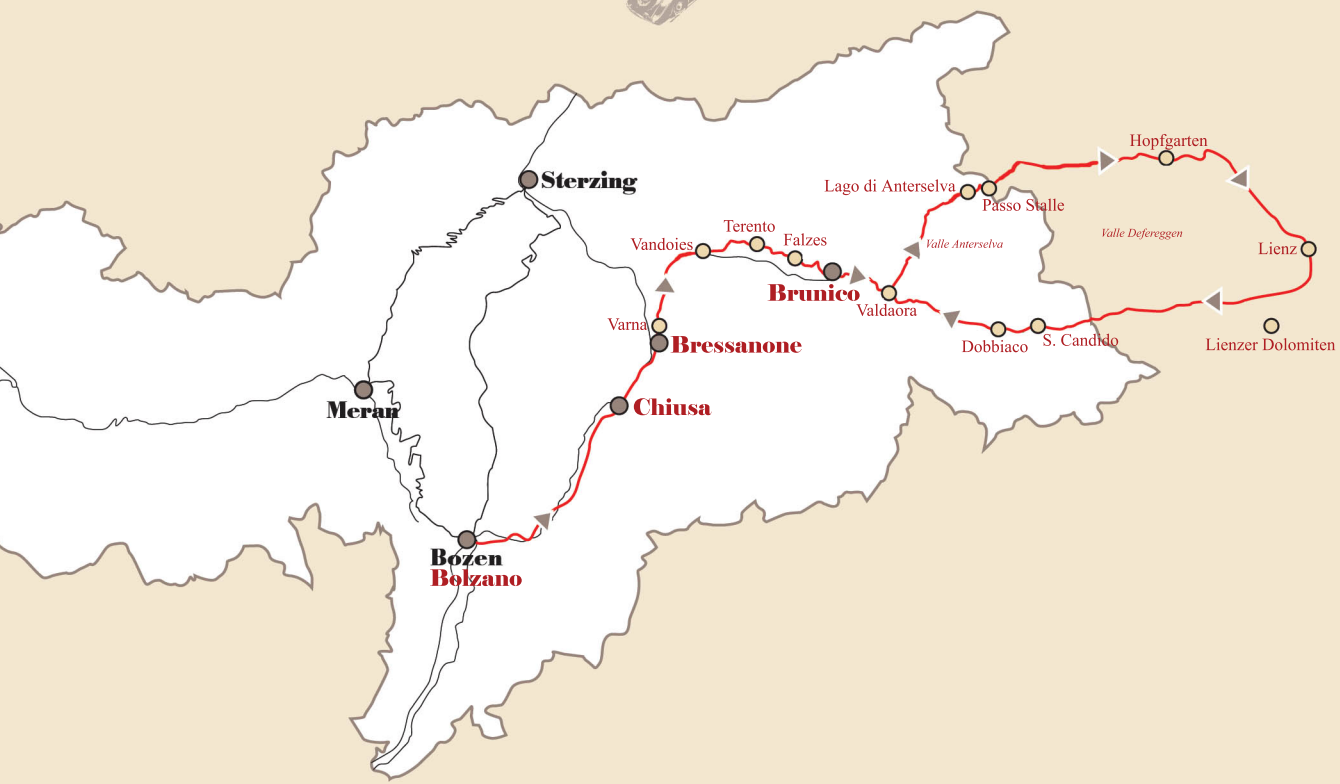 Hopfgarten
Sterzing
Lago di Anterselva
Passo Stalle
Terento
Falzes
Vandoies
Valle Anterselva
Valle Defereggen
Lienz
Brunico
Valdaora
Varna
Bressanone
Dobbiaco
S. Candido
Lienzer Dolomiten
Meran
Chiusa
Bozen
Bolzano